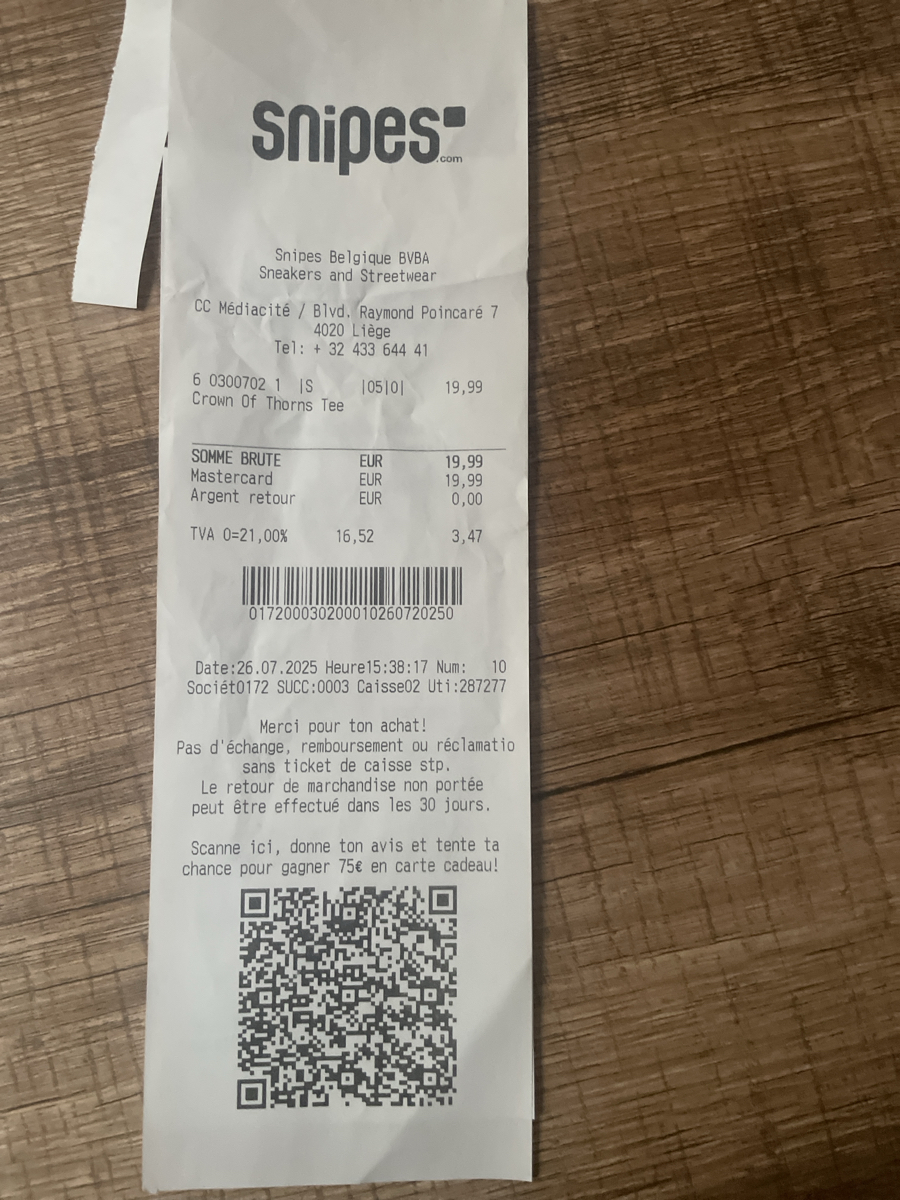 snipes
.com
Snipes Belgique BVBA
Sneakers and Streetwear
CC Médiacité / Blvd. Raymond Poincaré 7
4020 Liège
Tel: + 32 433 644 41
6 0300702 1 |S |05|0| 19,99
Crown Of Thorns Tee
SOMME BRUTE EUR 19,99
Mastercard EUR 19,99
Argent retour EUR 0,00
TVA 0=21,00% 16,52 3,47
017200030200010260720250
Date:26.07.2025 Heure15:38:17 Num: 10
Sociét0172 SUCC:0003 Caisse02 Uti:287277
Merci pour ton achat!
Pas d'échange, remboursement ou réclamatio
sans ticket de caisse stp.
Le retour de marchandise non portée
peut être effectué dans les 30 jours.
Scanne ici, donne ton avis et tente ta
chance pour gagner 75€ en carte cadeau!